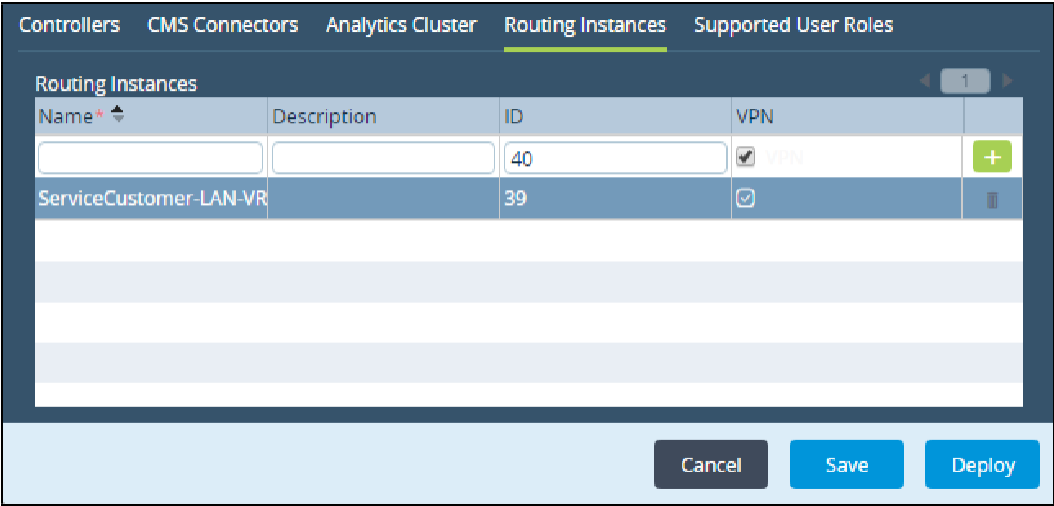 Controllers CMS Connectors Analytics Cluster Routing Instances Supported User Roles
Routing Instances 1
Name* Description ID VPN
40 VPN
ServiceCustomer-LAN-VR 39
Cancel Save Deploy